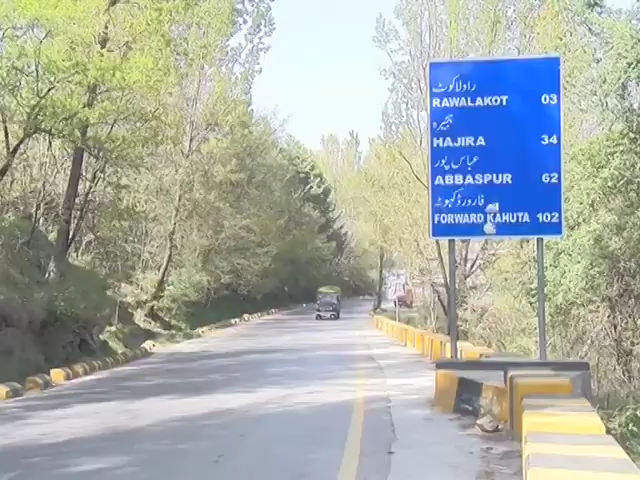 راولاکوٹ
RAWALAKOT 03
ہجیرہ
HAJIRA 34
عباس پور
ABBASPUR 62
فارورڈ کہوٹہ
FORWARD KAHUTA 102